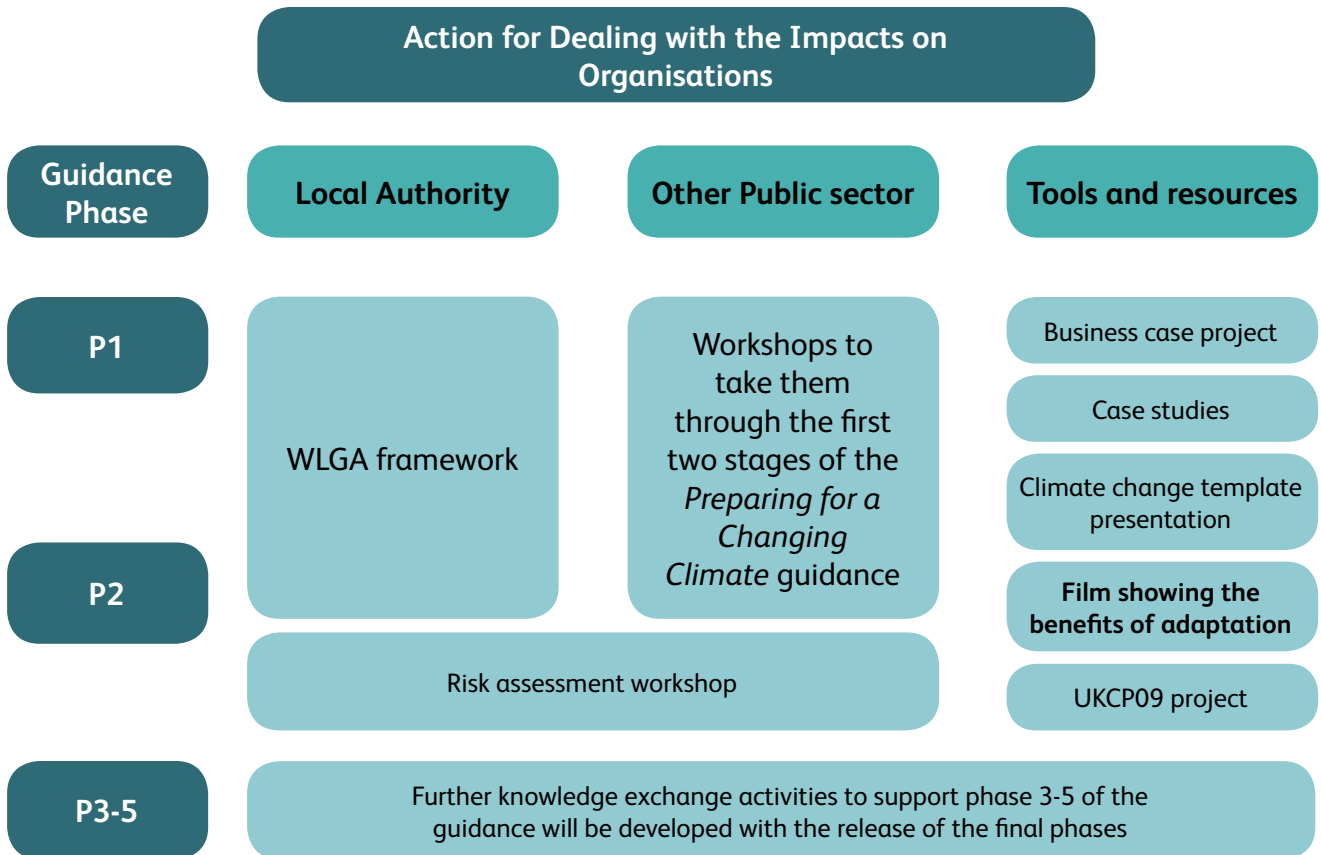 Action for Dealing with the Impacts on
Organisations
Guidance
Phase
Local Authority
Other Public sector
Tools and resources
P1
WLGA framework
Workshops to
take them
through the first
two stages of the
Preparing for a
Changing
Climate guidance
Business case project
Case studies
Climate change template
presentation
P2
Film showing the
benefits of adaptation
Risk assessment workshop
UKCP09 project
P3-5
Further knowledge exchange activities to support phase 3-5 of the
guidance will be developed with the release of the final phases